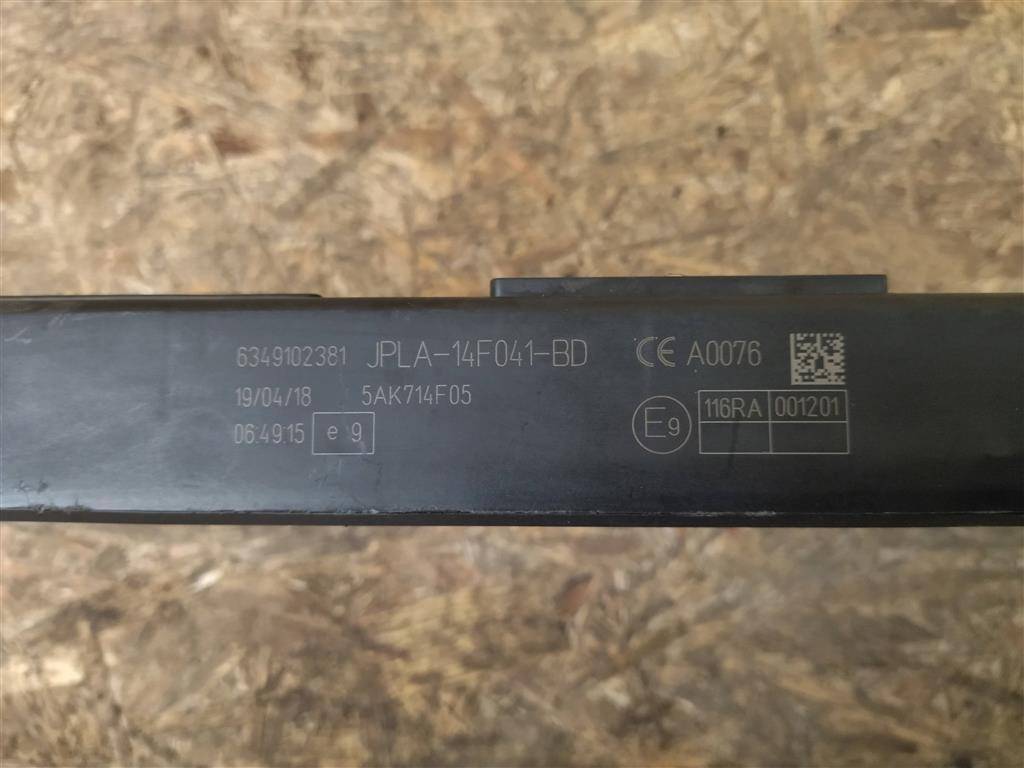 6349102381 JPLA-14F041-BD CE A0076
19/04/18 5AK714F05
06:49:15 e 9
E9 116RA 001201